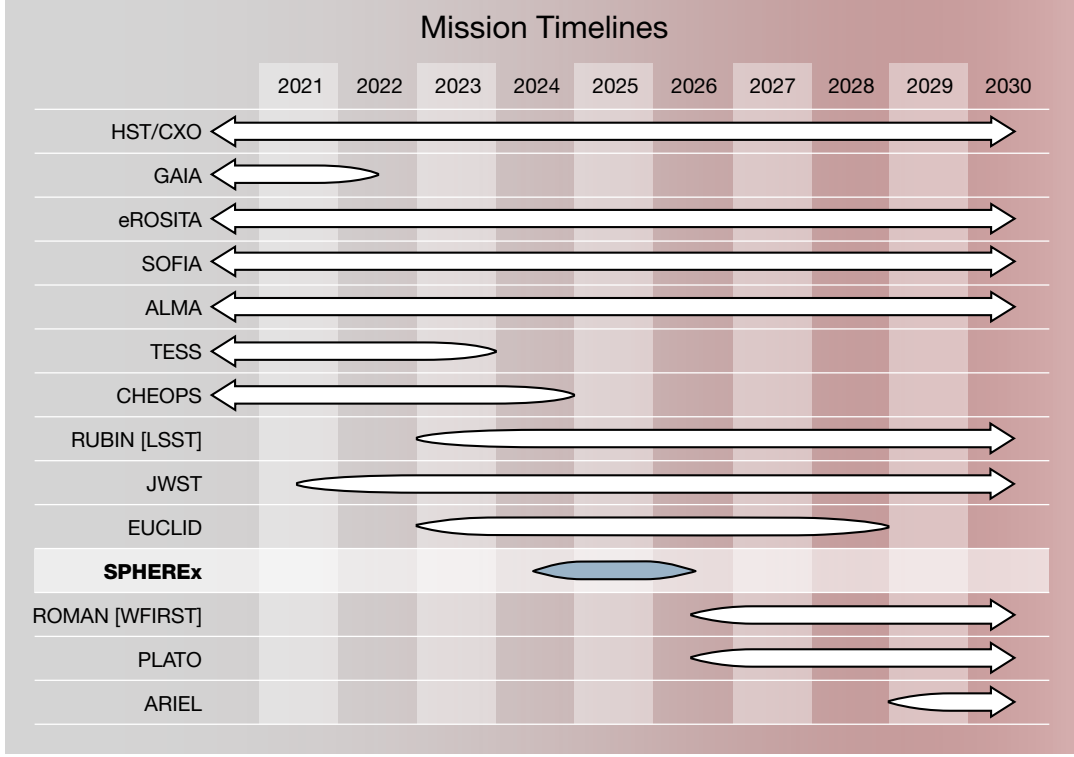 Mission Timelines
2021 2022 2023 2024 2025 2026 2027 2028 2029 2030
HST/CXO
GAIA
eROSITA
SOFIA
ALMA
TESS
CHEOPS
RUBIN [LSST]
JWST
EUCLID
SPHEREx
ROMAN [WFIRST]
PLATO
ARIEL